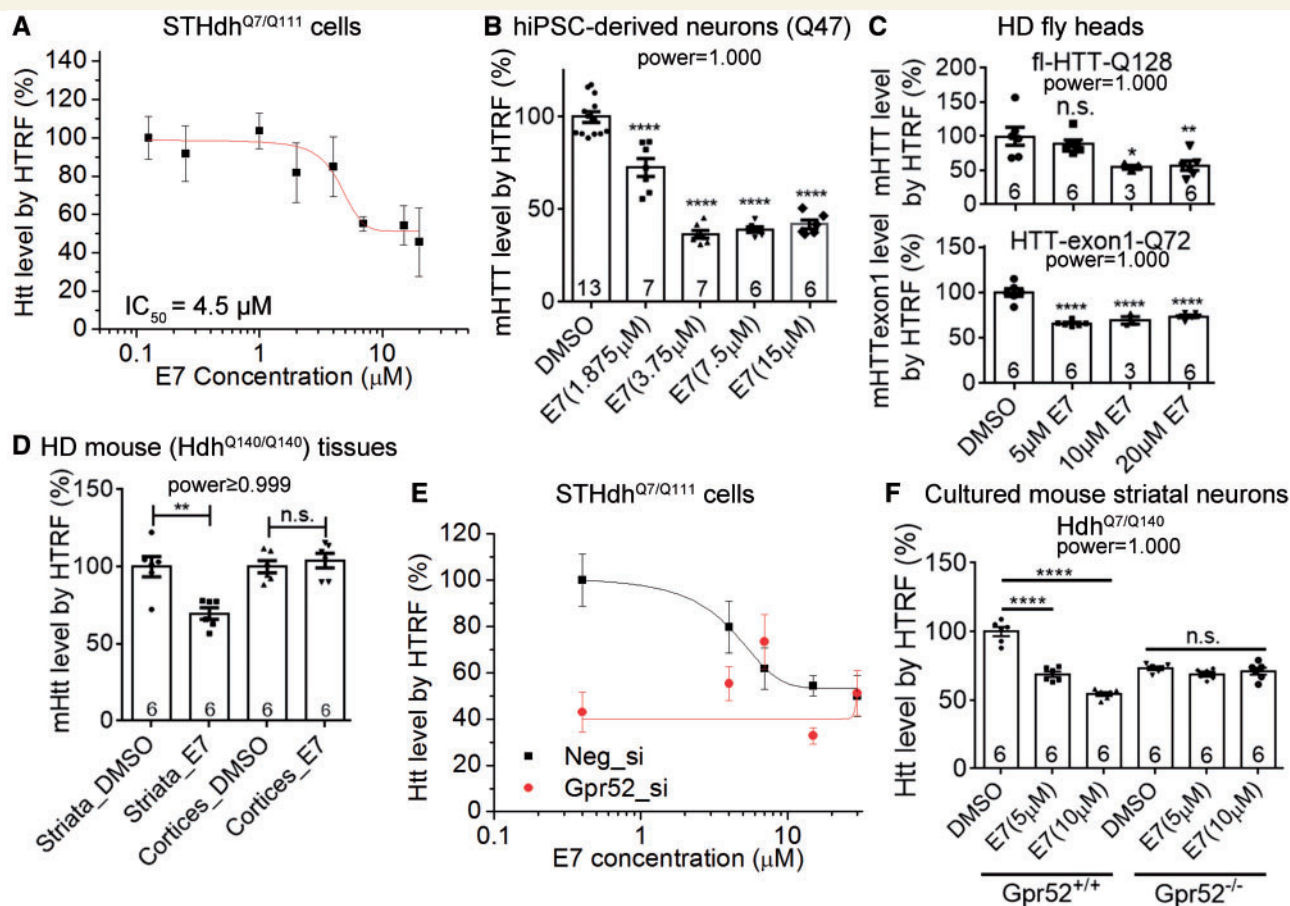 A
STHdh^Q7/Q111 cells
Htt level by HTRF (%)
120
100
80
60
40
20
0
IC50 = 4.5 μM
0.1
1
10
E7 Concentration (μM)
B hiPSC-derived neurons (Q47)
power=1.000
mHTT level by HTRF (%)
100
50
0
****
****
****
****
13
7
7
6
6
DMSO
E7(1.875μM)
E7(3.75μM)
E7(7.5μM)
E7(15μM)
C
HD fly heads
fl-HTT-Q128
power=1.000
mHTT level
by HTRF (%)
200
150
100
50
0
n.s.
*
**
6
6
3
6
HTT-exon1-Q72
power=1.000
mHTTexon1 level
by HTRF (%)
150
100
50
0
****
****
****
6
6
3
6
DMSO
5μM E7
10μM E7
20μM E7
D HD mouse (Hdh^Q140/Q140) tissues
power≥0.999
mHtt level by HTRF (%)
150
100
50
0
**
n.s.
6
6
6
6
Striata_DMSO
Striata_E7
Cortices_DMSO
Cortices_E7
E
STHdh^Q7/Q111 cells
Htt level by HTRF (%)
120
100
80
60
40
20
0
Neg_si
Gpr52_si
0.1
1
10
E7 concentration (μM)
F Cultured mouse striatal neurons
Hdh^Q7/Q140
power=1.000
Htt level by HTRF (%)
150
100
50
0
****
****
n.s.
6
6
6
6
6
6
DMSO
E7(5μM)
E7(10μM)
DMSO
E7(5μM)
E7(10μM)
Gpr52+/+
Gpr52-/-